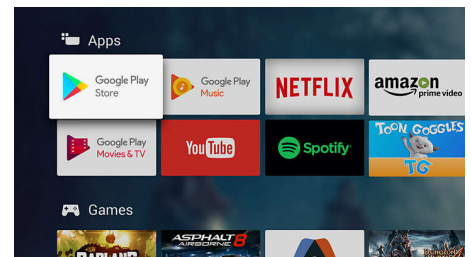 Apps
Google Play
Store
Google Play
Music
NETFLIX
amazon
prime video
Google Play
Movies & TV
YouTube
Spotify
TOON GOGGLES
TG
Games
BADLAND
ASPHALT 8
AIRBORNE